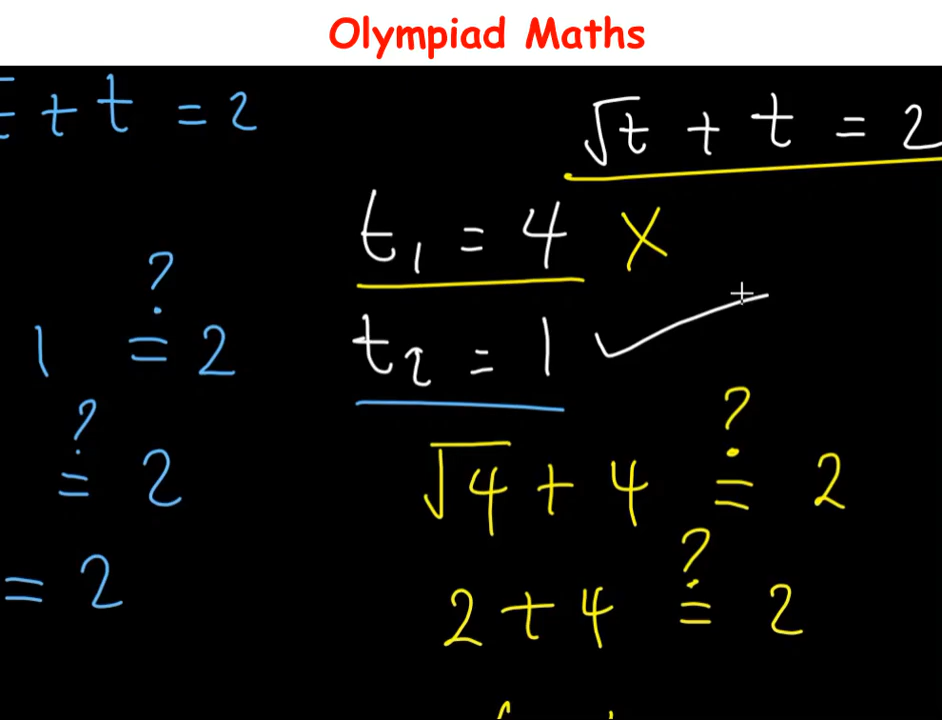 Olympiad Maths
+ t = 2
√t + t = 2
t₁ = 4 X
t₂ = 1 ✓
1 ≟ 2
≟ 2
= 2
√4 + 4 ≟ 2
2 + 4 ≟ 2